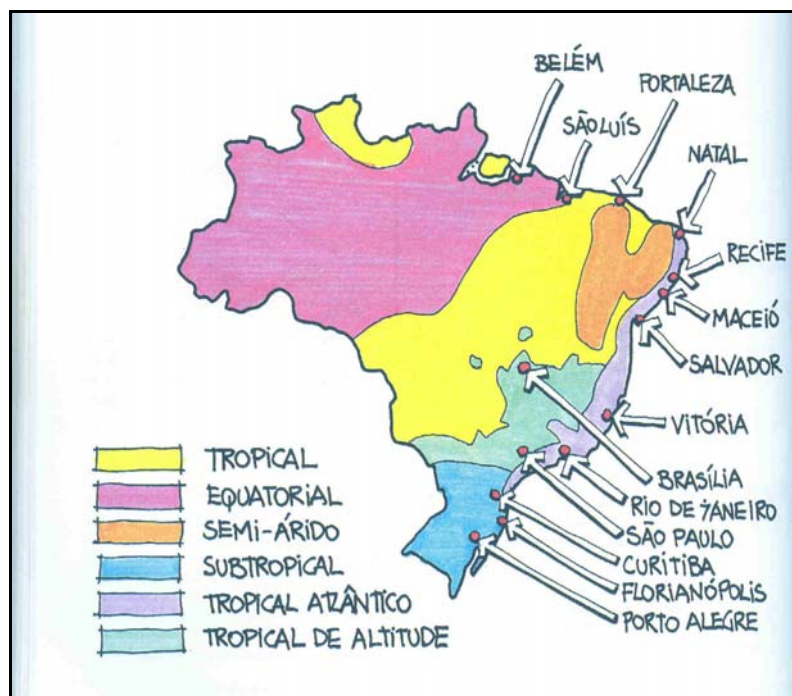 BELÉM
FORTALEZA
SÃO LUÍS
NATAL
RECIFE
MACEIÓ
SALVADOR
VITÓRIA
BRASÍLIA
RIO DE JANEIRO
SÃO PAULO
CURITIBA
FLORIANÓPOLIS
PORTO ALEGRE
TROPICAL
EQUATORIAL
SEMI-ÁRIDO
SUBTROPICAL
TROPICAL ATLÂNTICO
TROPICAL DE ALTITUDE